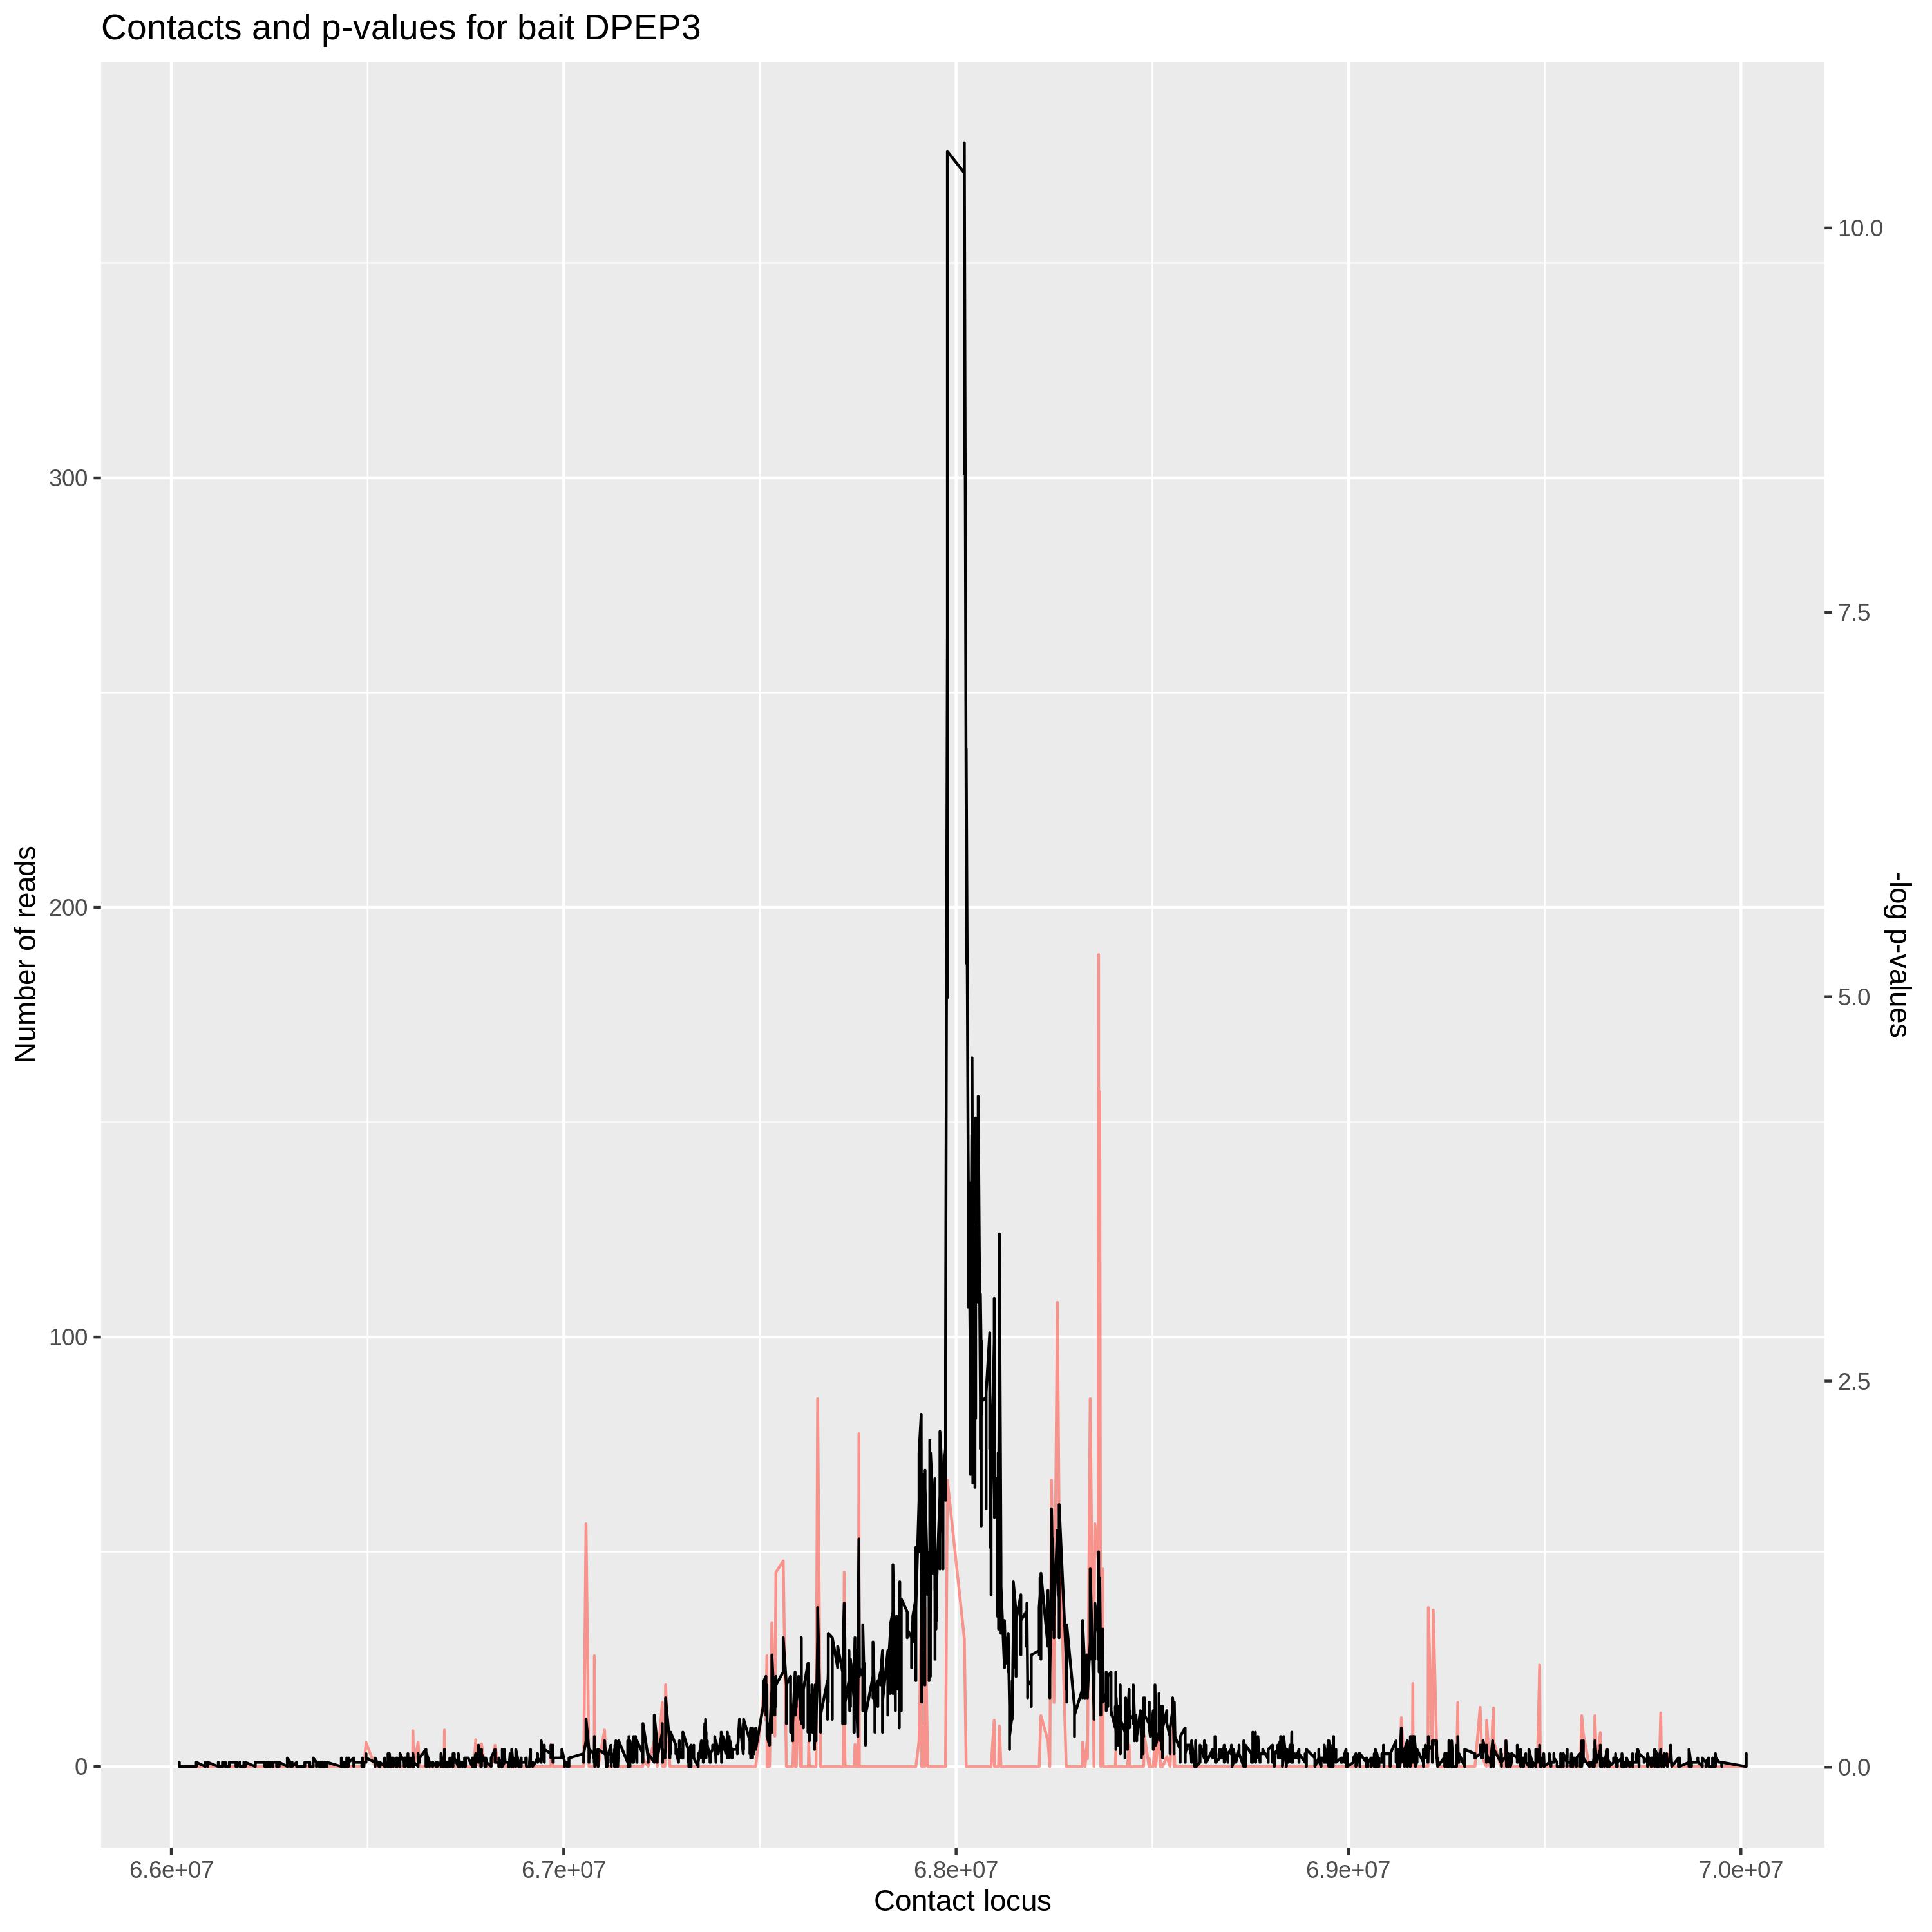 Contacts and p-values for bait DPEP3
Number of reads
300
200
100
0
10.0
7.5
5.0
2.5
0.0
-log p-values
6.6e+07 6.7e+07 6.8e+07 6.9e+07 7.0e+07
Contact locus